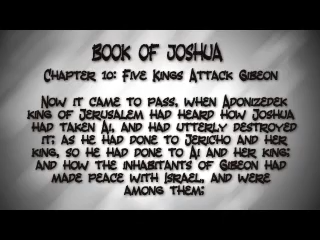 BOOK OF JOSHUA
CHAPTER 10: FIVE KINGS ATTACK GIBEON
NOW IT CAME TO PASS, WHEN ADONIZEDEK
KING OF JERUSALEM HAD HEARD HOW JOSHUA
HAD TAKEN AI, AND HAD UTTERLY DESTROYED
IT; AS HE HAD DONE TO JERICHO AND HER
KING, SO HE HAD DONE TO AI AND HER KING;
AND HOW THE INHABITANTS OF GIBEON HAD
MADE PEACE WITH ISRAEL, AND WERE
AMONG THEM;